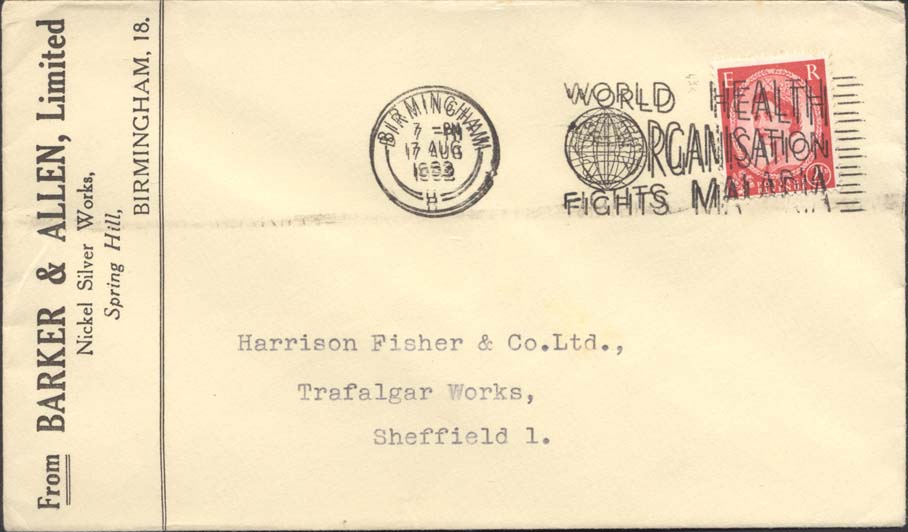 From BARKER & ALLEN, Limited
Nickel Silver Works,
Spring Hill,
BIRMINGHAM, 18.
BIRMINGHAM
7 - PM
17 AUG
H
WORLD HEALTH
ORGANISATION
FIGHTS MALARIA
E R
Harrison Fisher & Co.Ltd.,
Trafalgar Works,
Sheffield 1.